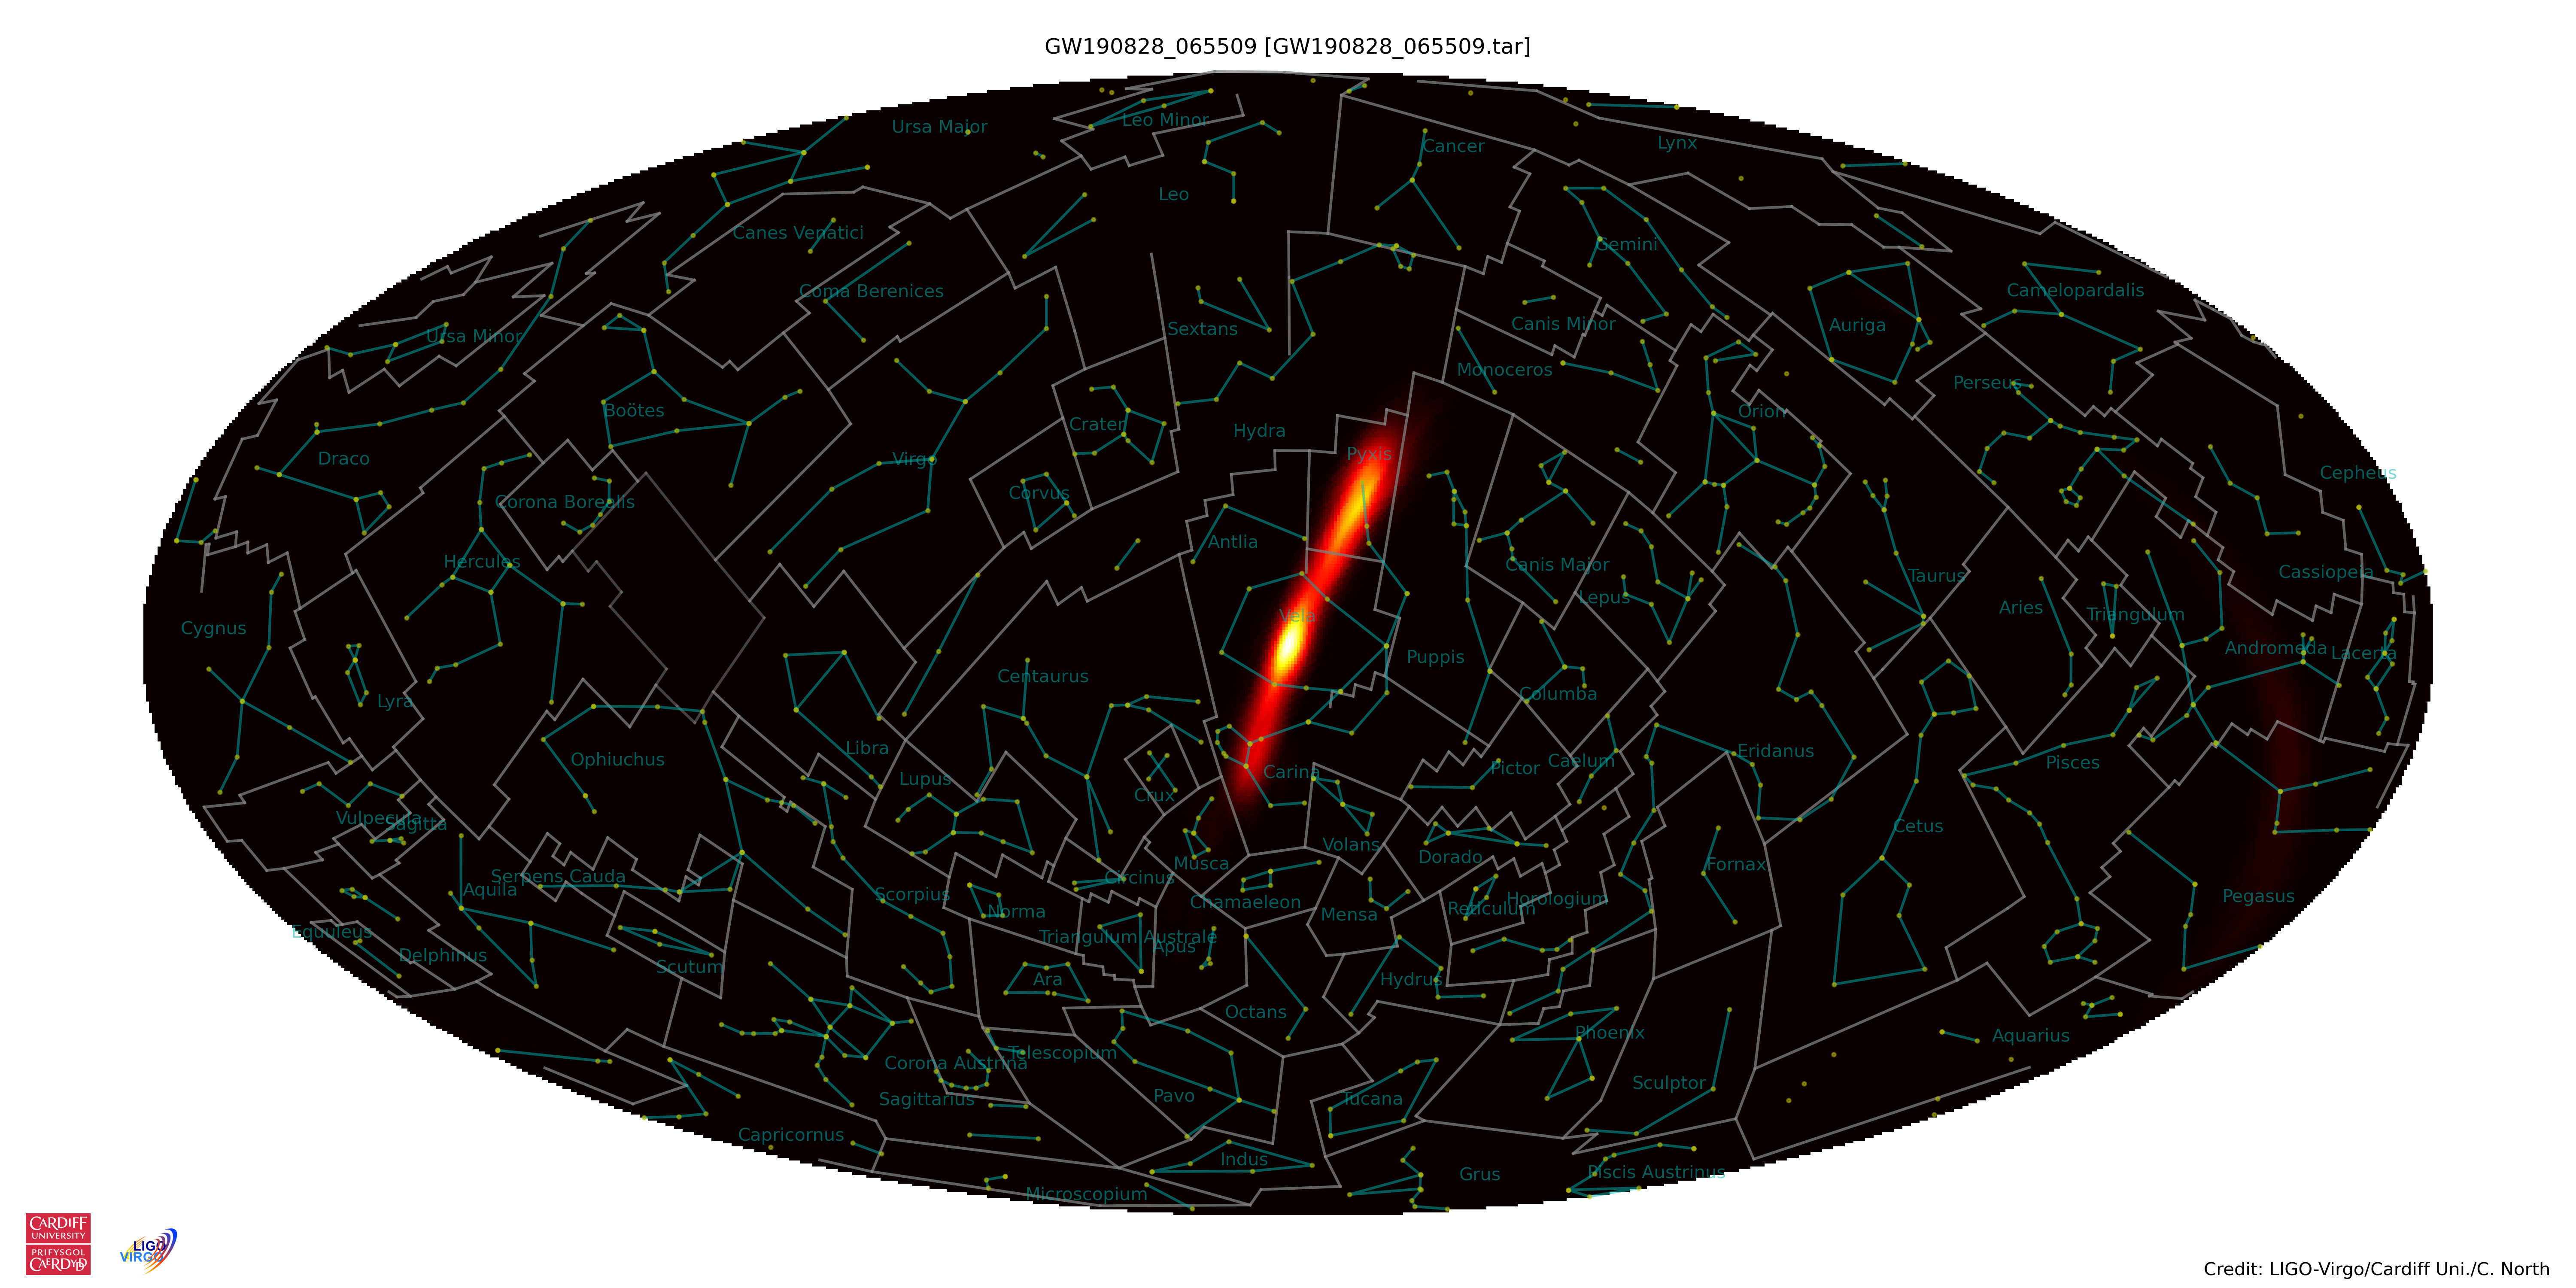 GW190828_065509 [GW190828_065509.tar]
Ursa Major
Leo Minor
Cancer
Lynx
Leo
Canes Venatici
Gemini
Coma Berenices
Camelopardalis
Ursa Minor
Sextans
Canis Minor
Auriga
Monoceros
Perseus
Boötes
Crater
Hydra
Orion
Draco
Virgo
Pyxis
Cepheus
Corona Borealis
Corvus
Antlia
Hercules
Canis Major
Taurus
Cassiopeia
Lepus
Aries
Triangulum
Cygnus
Vela
Andromeda
Lacerta
Puppis
Centaurus
Columba
Lyra
Libra
Eridanus
Ophiuchus
Caelum
Pisces
Lupus
Carina
Pictor
Crux
Vulpecula
Sagitta
Cetus
Volans
Dorado
Musca
Fornax
Serpens Cauda
Circinus
Aquila
Scorpius
Chamaeleon
Horologium
Pegasus
Norma
Mensa
Reticulum
Equuleus
Triangulum Australe
Apus
Delphinus
Scutum
Ara
Hydrus
Octans
Phoenix
Aquarius
Telescopium
Corona Austrina
Sculptor
Sagittarius
Pavo
Tucana
Capricornus
Indus
Grus
Piscis Austrinus
Microscopium
CARDIFF
UNIVERSITY
PRIFYSGOL
CAERDYDD
LIGO
VIRGO
Credit: LIGO-Virgo/Cardiff Uni./C. North